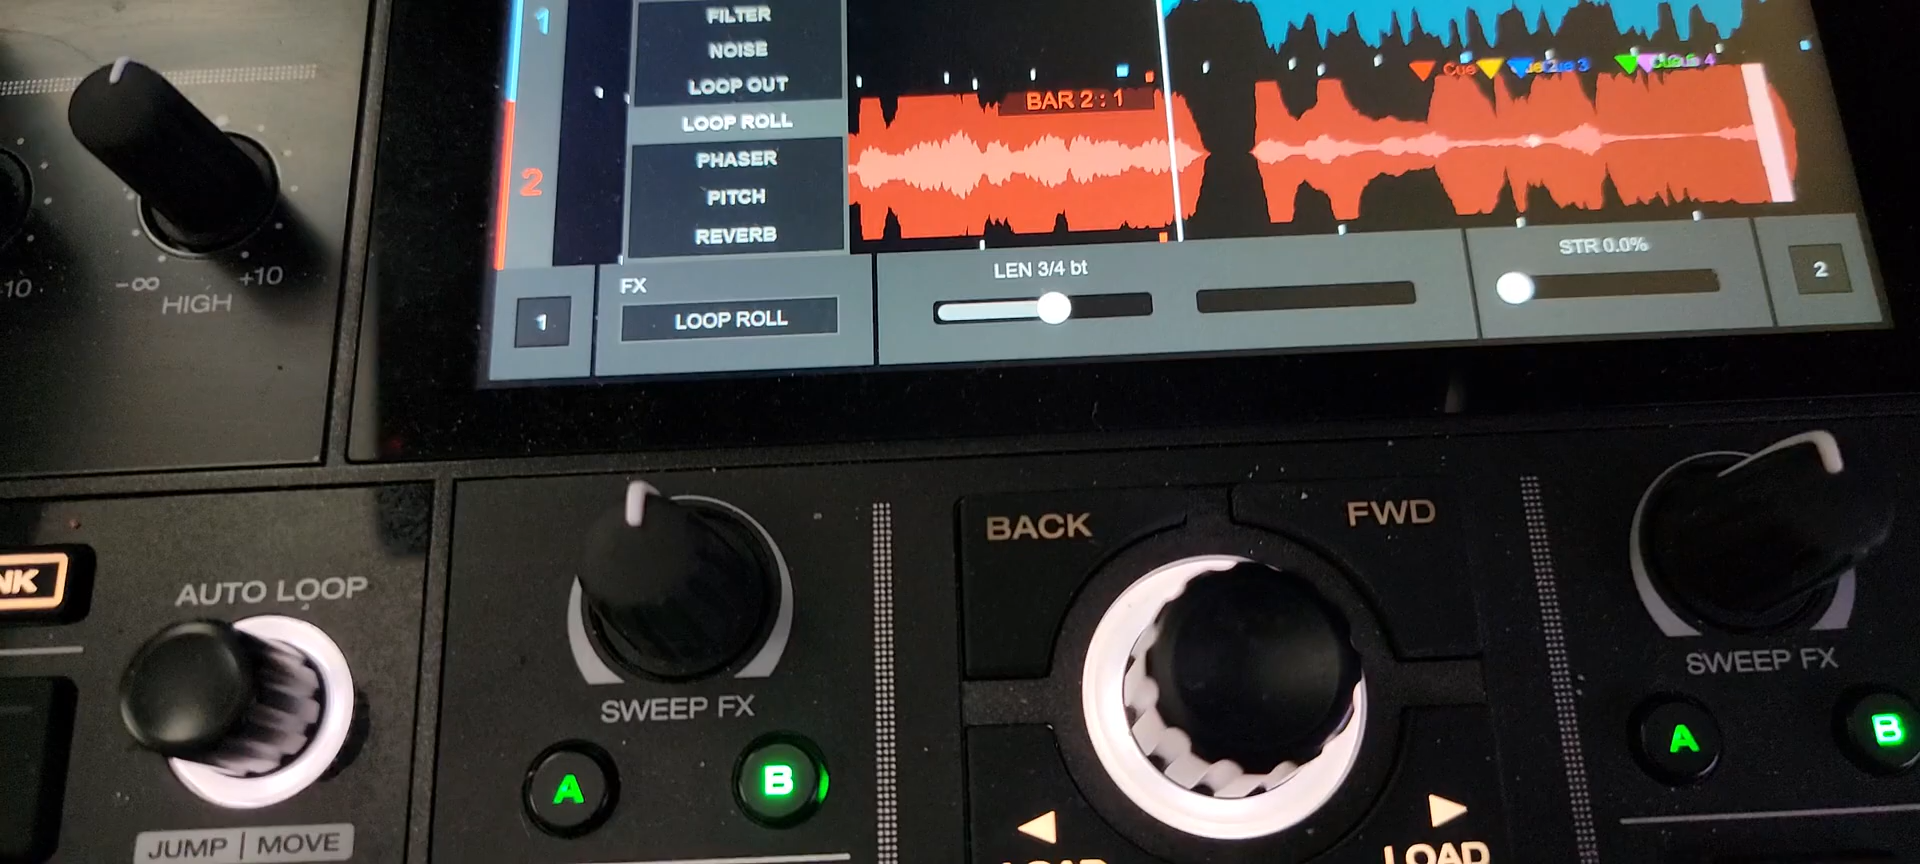 1
FILTER
NOISE
LOOP OUT
LOOP ROLL
PHASER
PITCH
REVERB
2
BAR 2 : 1
Cue
FX
LOOP ROLL
1
LEN 3/4 bt
STR 0.0%
2
10
-∞
+10
HIGH
NK
AUTO LOOP
JUMP | MOVE
SWEEP FX
A
B
BACK
FWD
LOAD
LOAD
SWEEP FX
A
B